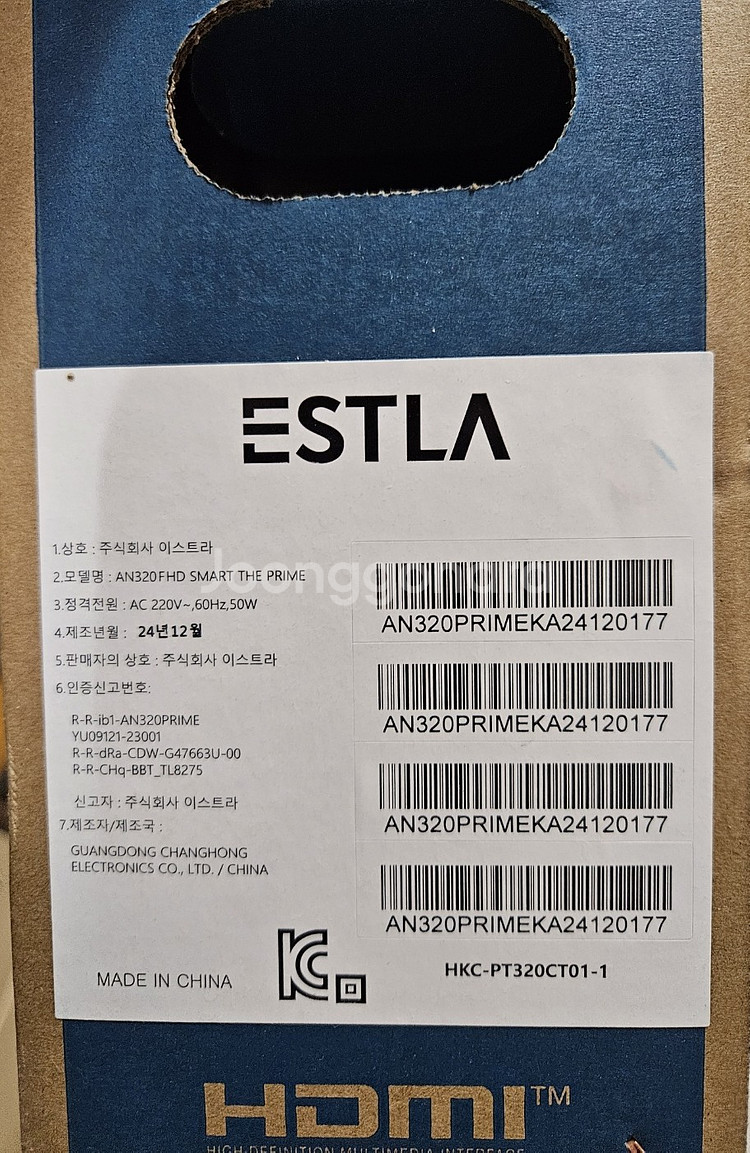 ESTLA
1.상호 : 주식회사 이스트라
2.모델명 : AN320FHD SMART THE PRIME
3.정격전원 : AC 220V~,60Hz,50W
4.제조년월 : 24년12월
5.판매자의 상호 : 주식회사 이스트라
6.인증신고번호:
R-R-ib1-AN320PRIME
YU09121-23001
R-R-dRa-CDW-G47663U-00
R-R-CHq-BBT_TL8275
신고자 : 주식회사 이스트라
7.제조자/제조국 :
GUANGDONG CHANGHONG
ELECTRONICS CO., LTD. / CHINA
MADE IN CHINA
AN320PRIMEKA24120177
AN320PRIMEKA24120177
AN320PRIMEKA24120177
AN320PRIMEKA24120177
HKC-PT320CT01-1
HDMI™
HIGH-DEFINITION MULTIMEDIA INTERFACE